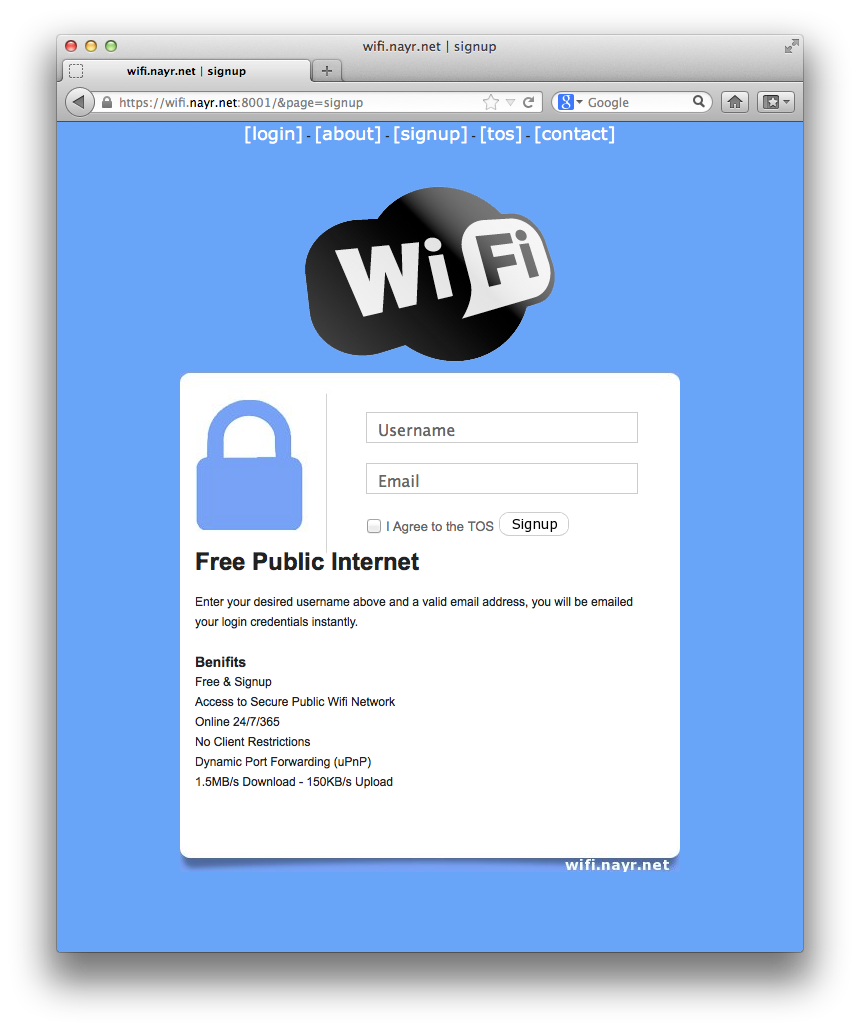 wifi.nayr.net | signup
wifi.nayr.net | signup
https://wifi.nayr.net:8001/&page=signup
Google
[login] - [about] - [signup] - [tos] - [contact]
Wi Fi
Username
Email
I Agree to the TOS Signup
Free Public Internet
Enter your desired username above and a valid email address, you will be emailed
your login credentials instantly.
Benifits
Free & Signup
Access to Secure Public Wifi Network
Online 24/7/365
No Client Restrictions
Dynamic Port Forwarding (uPnP)
1.5MB/s Download - 150KB/s Upload
wifi.nayr.net